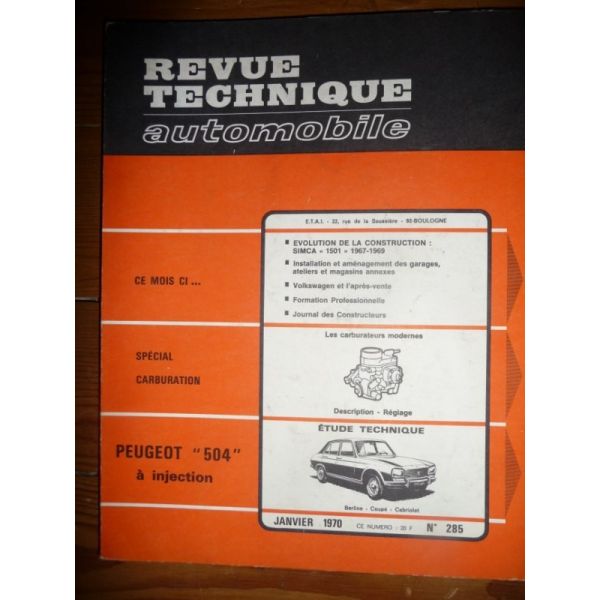 REVUE
TECHNIQUE
automobile
E.T.A.I. - 22, rue de la Saussière - 92-BOULOGNE
CE MOIS CI ...
■ EVOLUTION DE LA CONSTRUCTION :
SIMCA « 1501 » 1967-1969
■ Installation et aménagement des garages,
ateliers et magasins annexes
■ Volkswagen et l'après-vente
■ Formation Professionnelle
■ Journal des Constructeurs
SPÉCIAL
CARBURATION
Les carburateurs modernes
Description - Réglage
PEUGEOT "504"
à injection
ÉTUDE TECHNIQUE
Berline - Coupé - Cabriolet
JANVIER 1970 CE NUMERO : 20 F N° 285